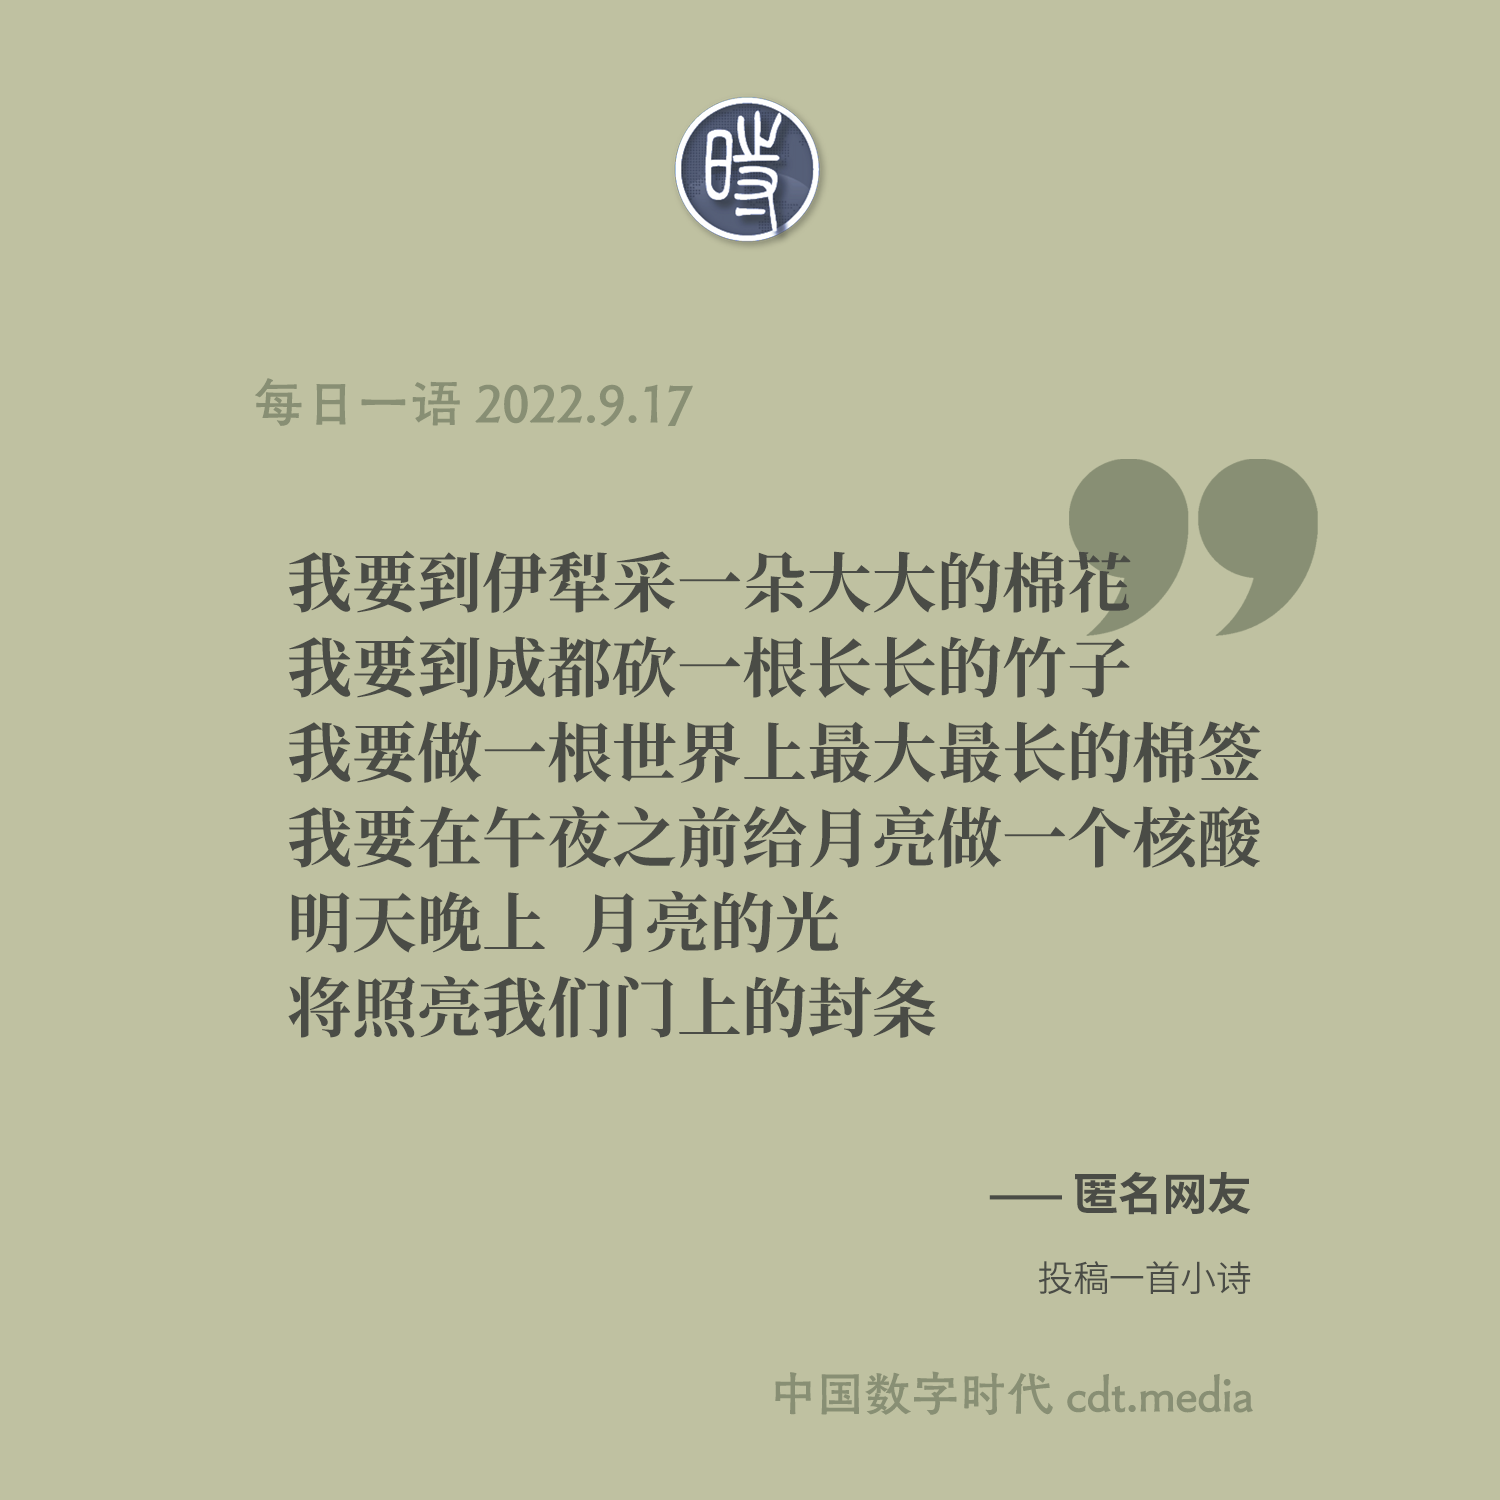 時
每日一语 2022.9.17
我要到伊犁采一朵大大的棉花
我要到成都砍一根长长的竹子
我要做一根世界上最大最长的棉签
我要在午夜之前给月亮做一个核酸
明天晚上 月亮的光
将照亮我们门上的封条
—— 匿名网友
投稿一首小诗
中国数字时代 cdt.media